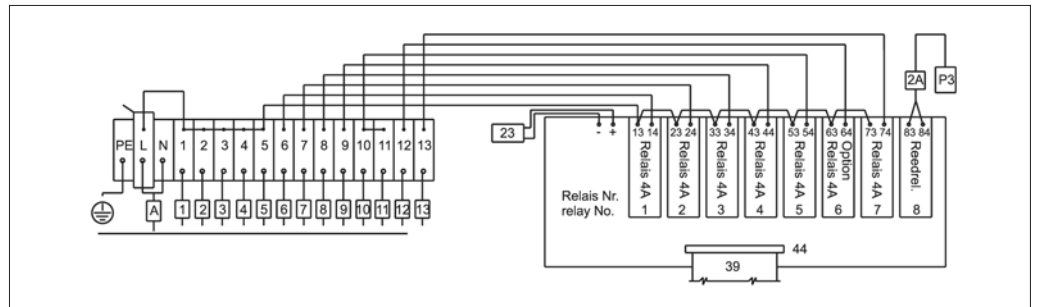 2A P3
23 - +
13 14 23 24 33 34 43 44 53 54 63 64 73 74 83 84
PE L N 1 2 3 4 5 6 7 8 9 10 11 12 13
Relais Nr.
relay No.
Relais 4A 1
Relais 4A 2
Relais 4A 3
Relais 4A 4
Relais 4A 5
Option
Relais 4A 6
Relais 4A 7
Reedrel. 8
A 1 2 3 4 5 6 7 8 9 10 11 12 13
44
39